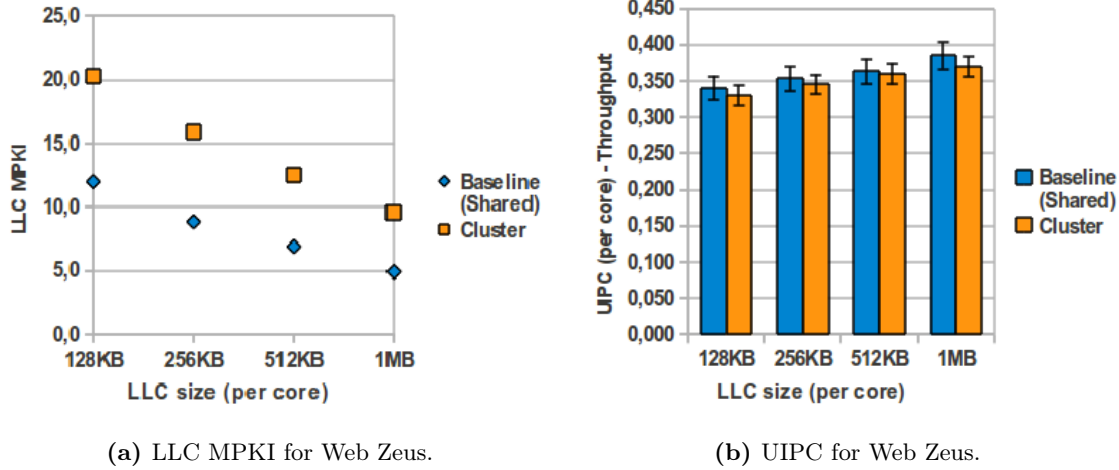 25,0
20,0
15,0
10,0
5,0
0,0
LLC MPKI
128KB 256KB 512KB 1MB
LLC size (per core)
Baseline
(Shared)
Cluster
(a) LLC MPKI for Web Zeus.
0,450
0,400
0,350
0,300
0,250
0,200
0,150
0,100
0,050
0,000
UIPC (per core) - Throughput
128KB 256KB 512KB 1MB
LLC size (per core)
Baseline
(Shared)
Cluster
(b) UIPC for Web Zeus.